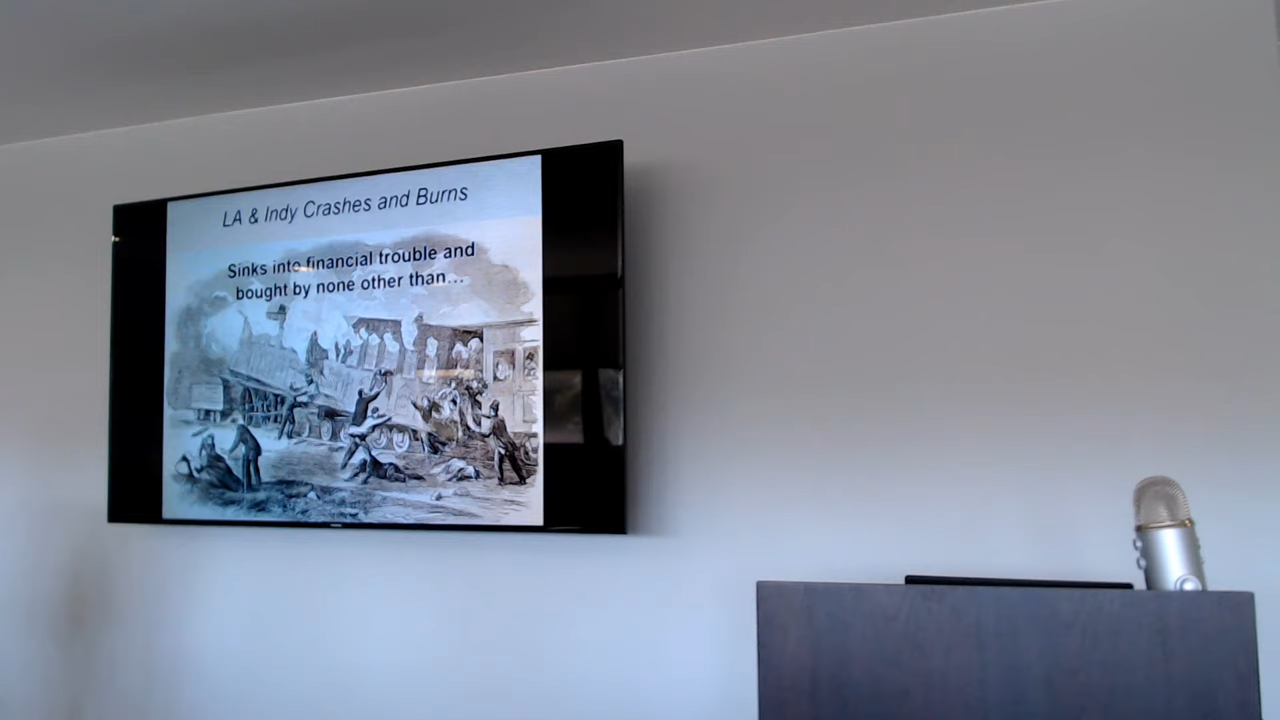 LA & Indy Crashes and Burns
Sinks into financial trouble and
bought by none other than…